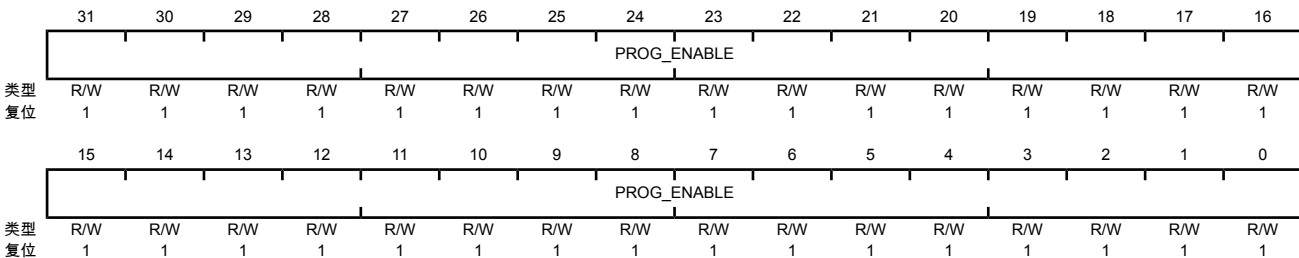 31 30 29 28 27 26 25 24 23 22 21 20 19 18 17 16
PROG_ENABLE
类型 R/W R/W R/W R/W R/W R/W R/W R/W R/W R/W R/W R/W R/W R/W R/W R/W
复位 1 1 1 1 1 1 1 1 1 1 1 1 1 1 1 1
15 14 13 12 11 10 9 8 7 6 5 4 3 2 1 0
PROG_ENABLE
类型 R/W R/W R/W R/W R/W R/W R/W R/W R/W R/W R/W R/W R/W R/W R/W R/W
复位 1 1 1 1 1 1 1 1 1 1 1 1 1 1 1 1